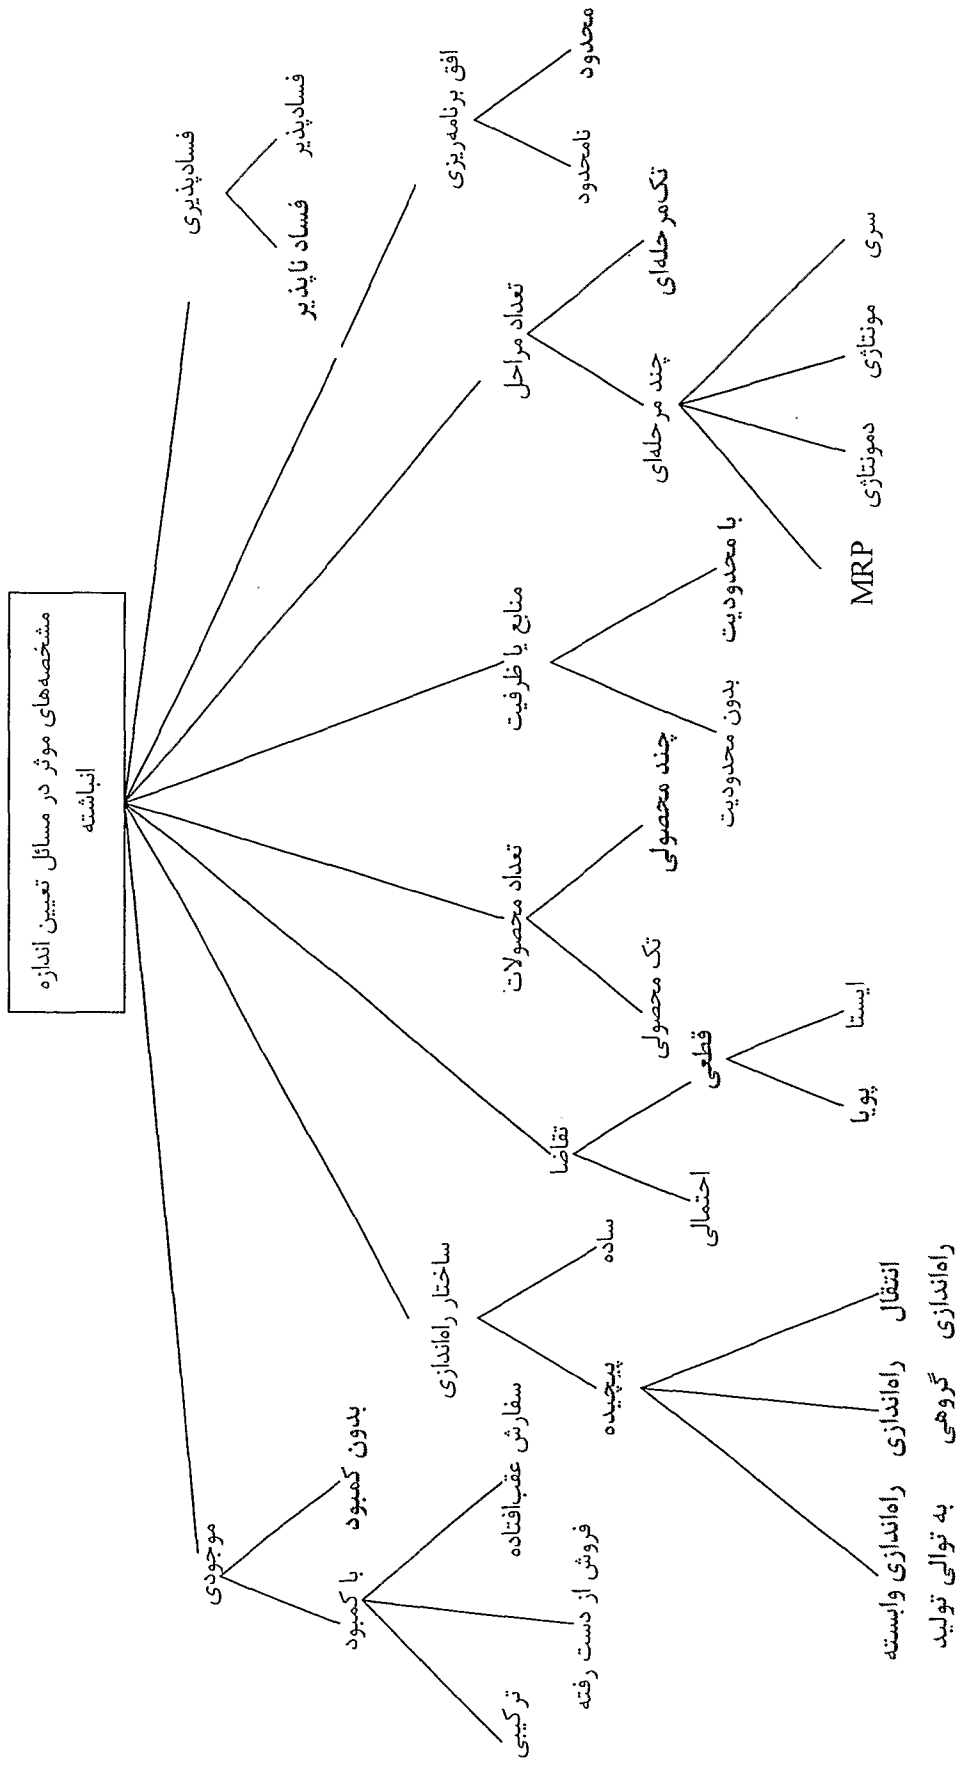 مشخصه‌های موثر در مسائل تعیین اندازه
انباشته
فسادپذیری
فسادپذیر
فساد ناپذیر
افق برنامه‌ریزی
محدود
نامحدود
تعداد مراحل
تک‌مرحله‌ای
چند مرحله‌ای
سری
مونتاژی
دمونتاژی
MRP
منابع یا ظرفیت
با محدودیت
بدون محدودیت
تعداد محصولات
چند محصولی
تک محصولی
تقاضا
قطعی
احتمالی
ایستا
پویا
ساختار راه‌اندازی
ساده
پیچیده
انتقال
راه‌اندازی
راه‌اندازی
گروهی
راه‌اندازی وابسته
به توالی تولید
موجودی
بدون کمبود
با کمبود
سفارش عقب‌افتاده
فروش از دست رفته
ترکیبی